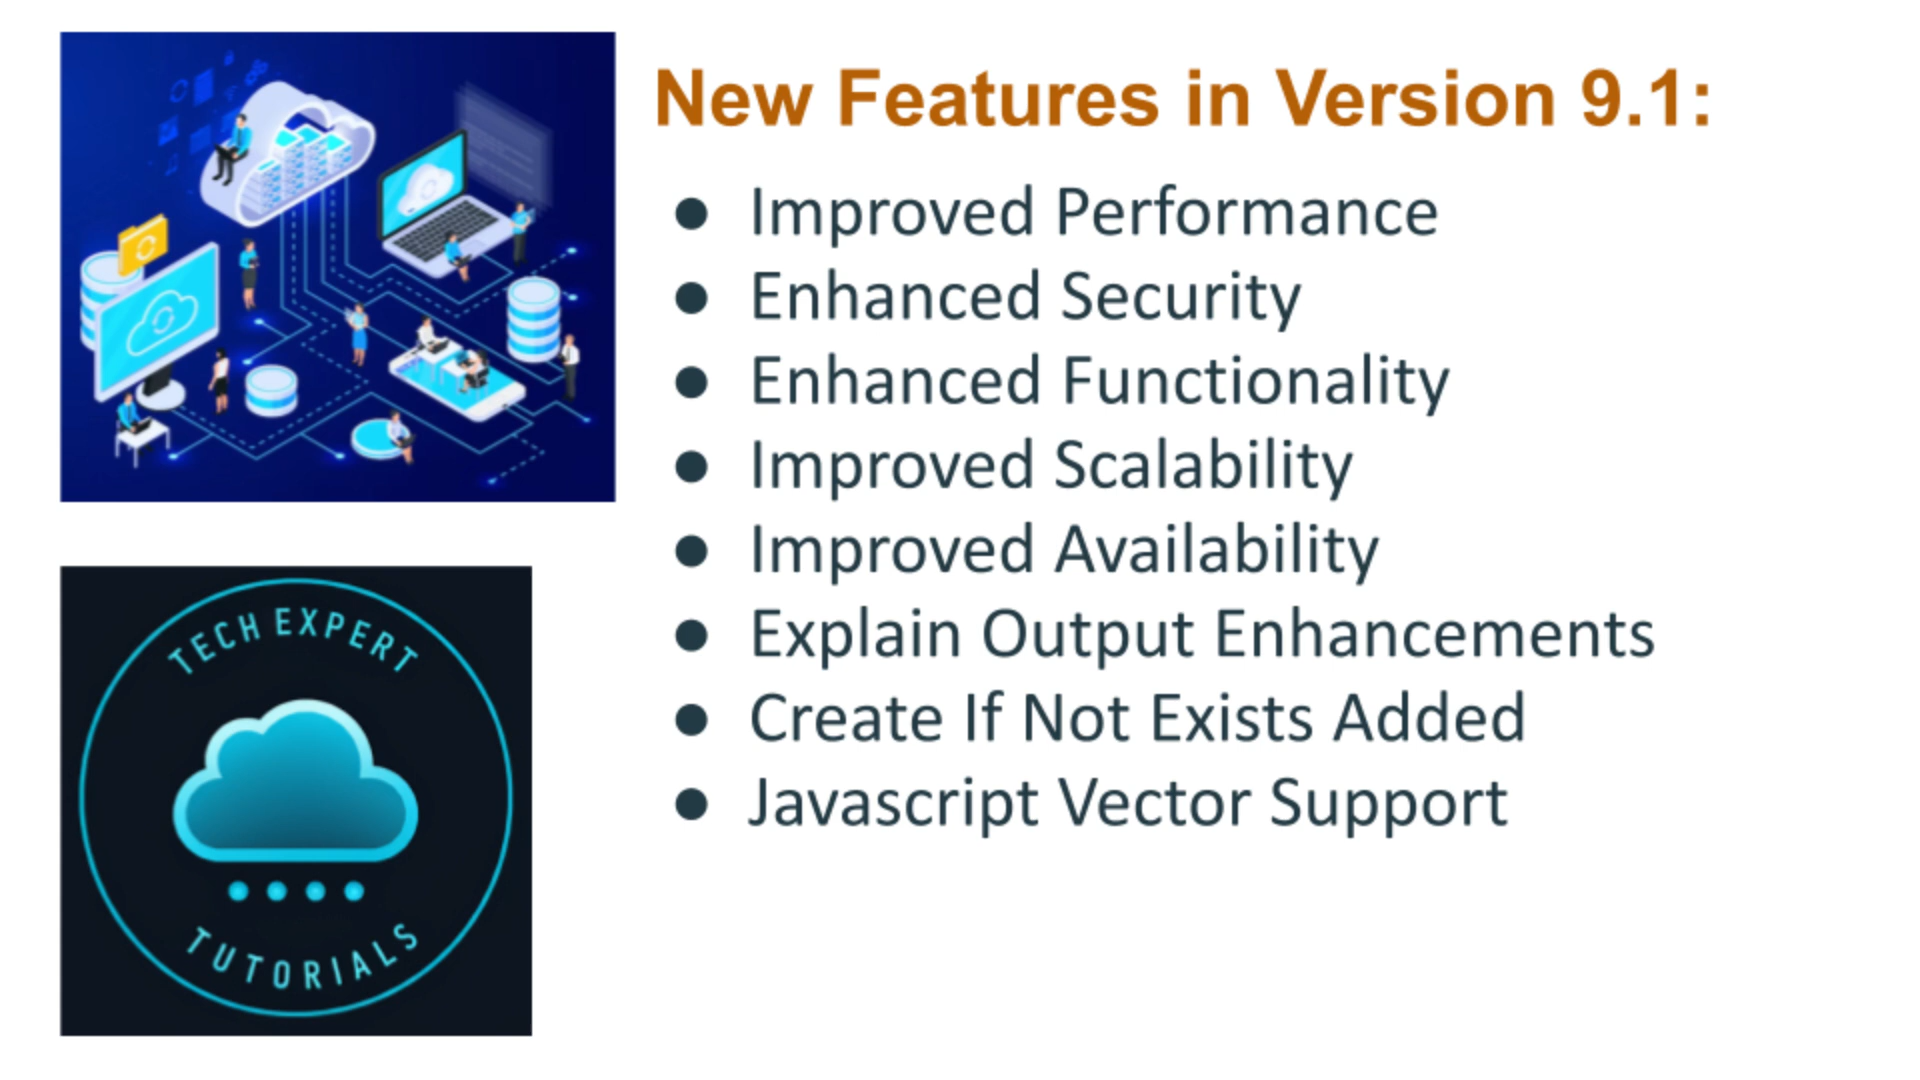 New Features in Version 9.1:
● Improved Performance
● Enhanced Security
● Enhanced Functionality
● Improved Scalability
● Improved Availability
● Explain Output Enhancements
● Create If Not Exists Added
● Javascript Vector Support
TECH EXPERT
TUTORIALS